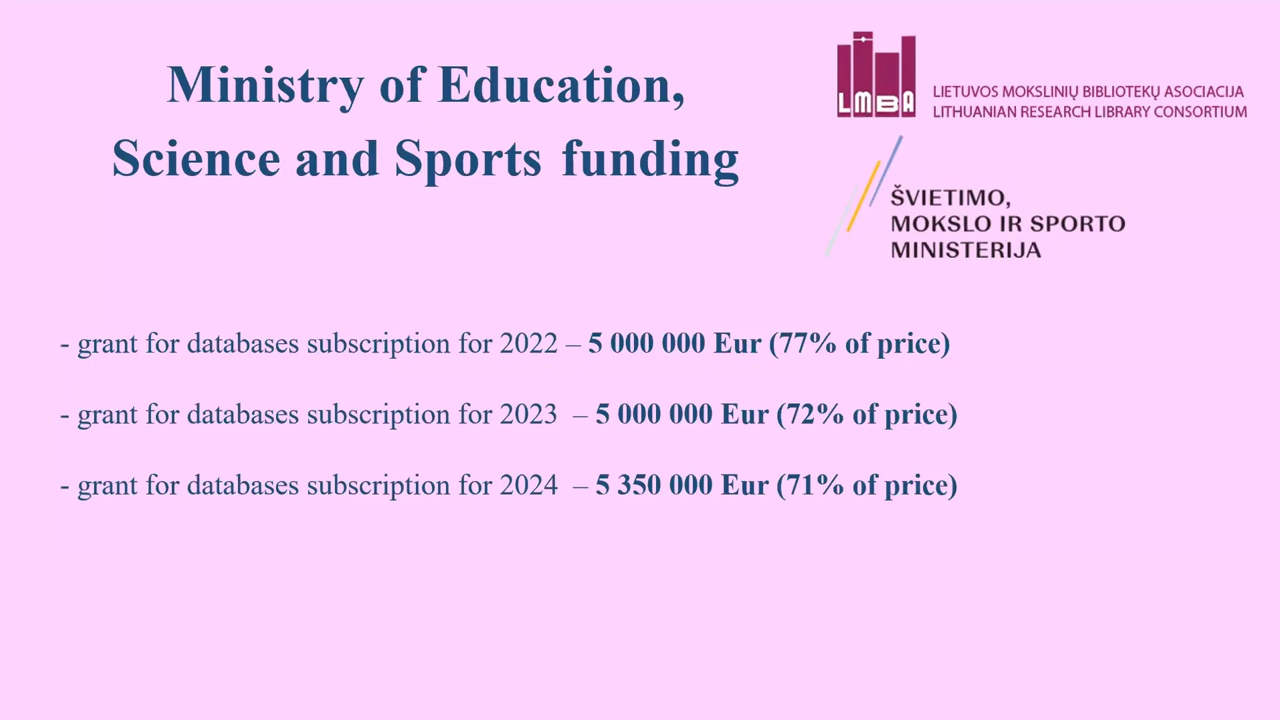 Ministry of Education,
Science and Sports funding
LMBA
LIETUVOS MOKSLINIŲ BIBLIOTEKŲ ASOCIACIJA
LITHUANIAN RESEARCH LIBRARY CONSORTIUM
ŠVIETIMO,
MOKSLO IR SPORTO
MINISTERIJA
- grant for databases subscription for 2022 – 5 000 000 Eur (77% of price)
- grant for databases subscription for 2023 – 5 000 000 Eur (72% of price)
- grant for databases subscription for 2024 – 5 350 000 Eur (71% of price)